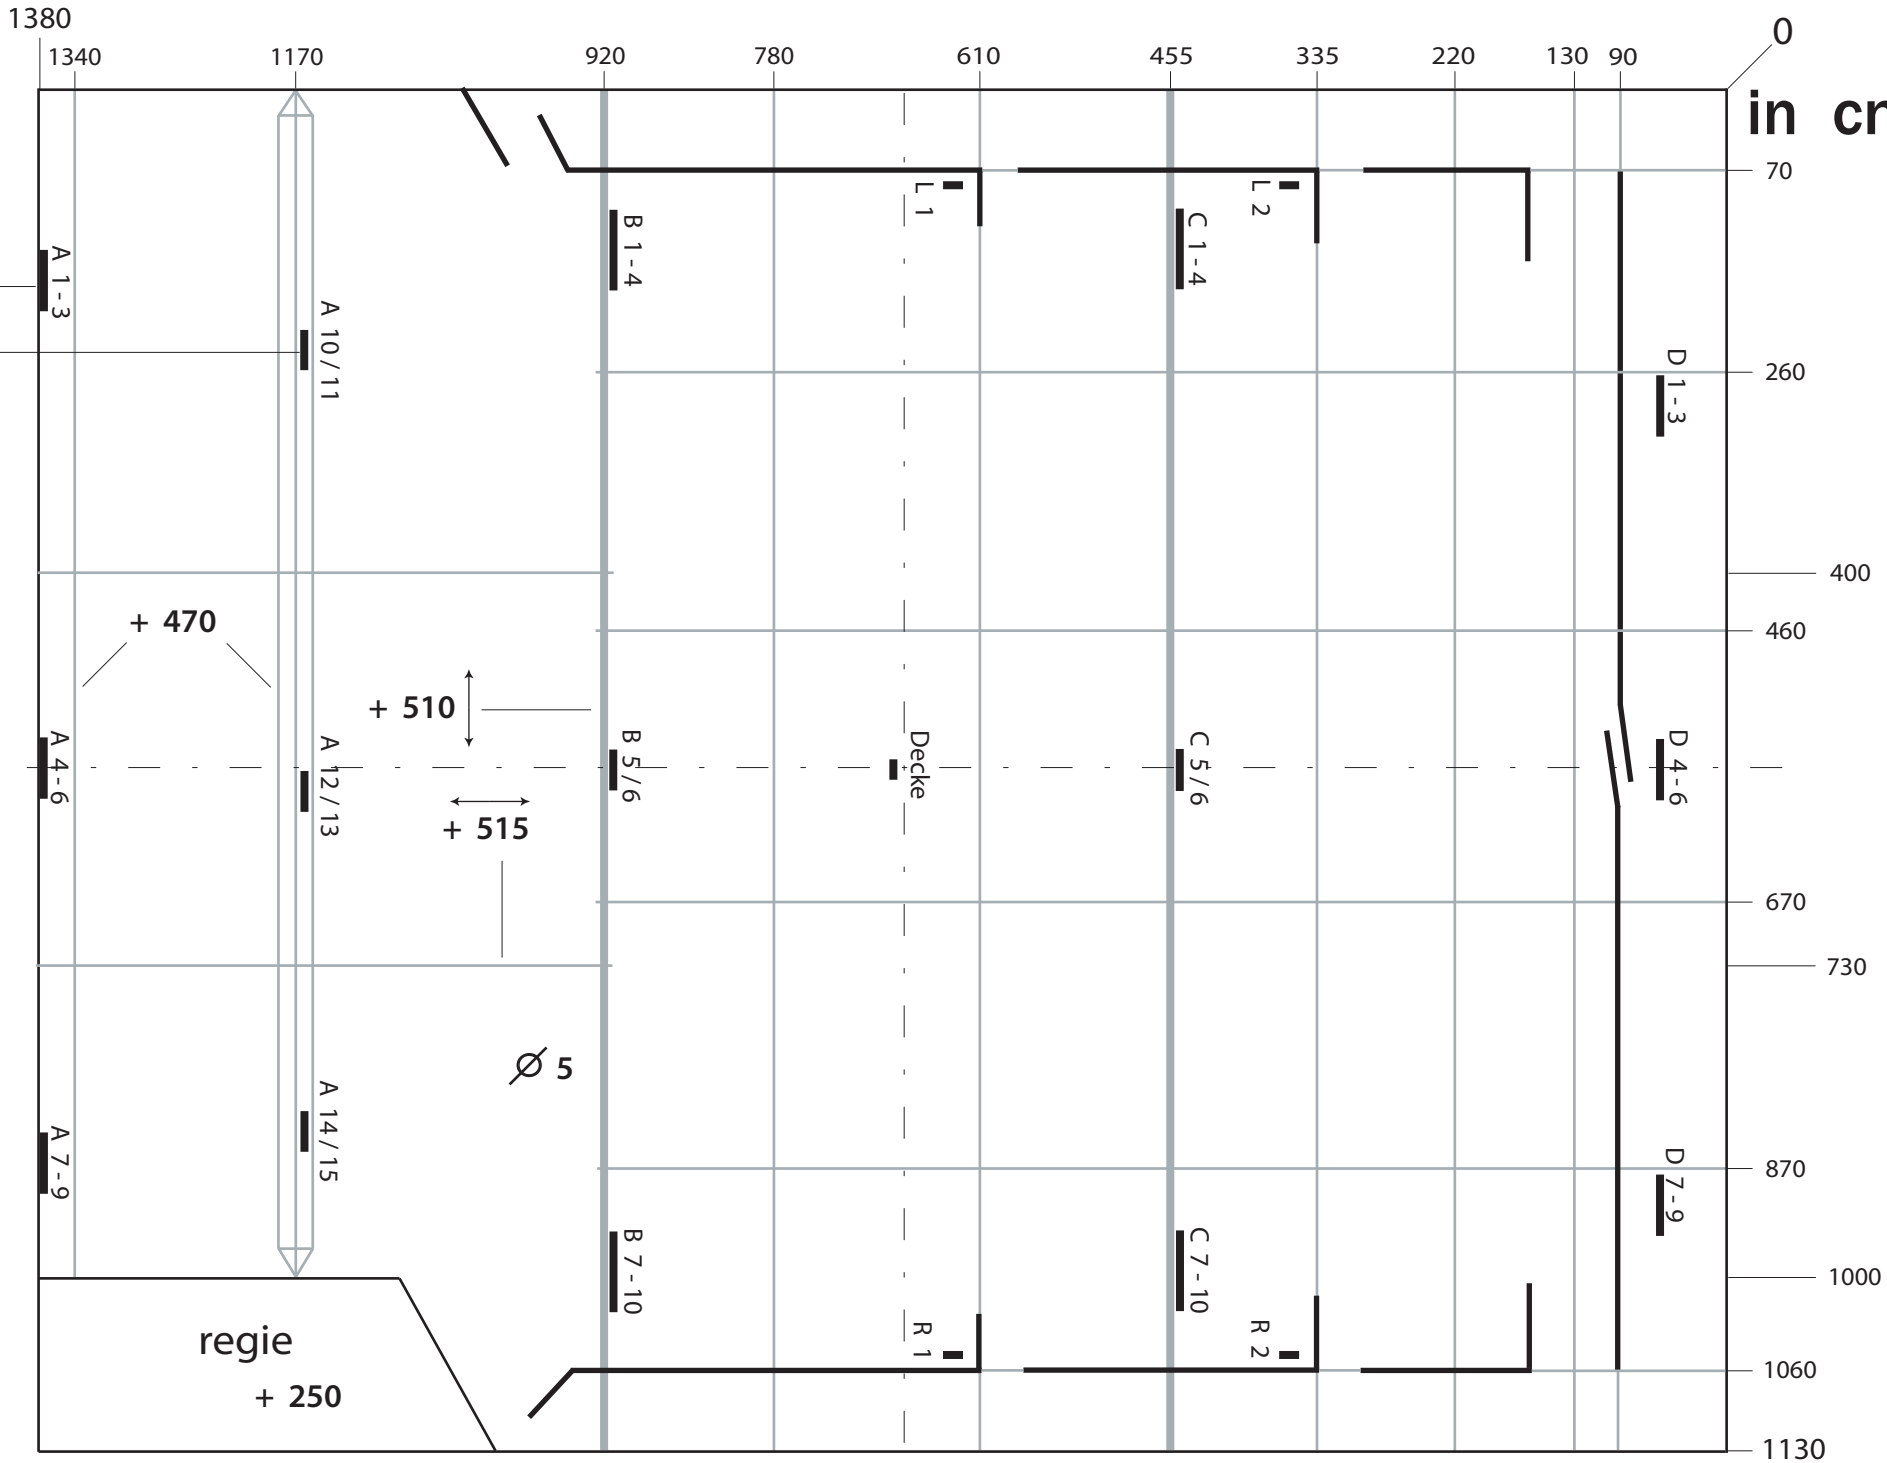 1380
0
1340 1170 920 780 610 455 335 220 130 90
in cm
70
L 1
L 2
B 1 - 4
C 1 - 4
A 1 - 3
A 10 / 11
D 1 - 3
260
400
+ 470
460
+ 510
A 4 - 6
A 12 / 13
B 5 / 6
Decke
C 5 / 6
D 4 - 6
+ 515
670
730
Ø 5
A 14 / 15
A 7 - 9
870
D 7 - 9
B 7 - 10
C 7 - 10
1000
R 1
R 2
regie
+ 250
1060
1130